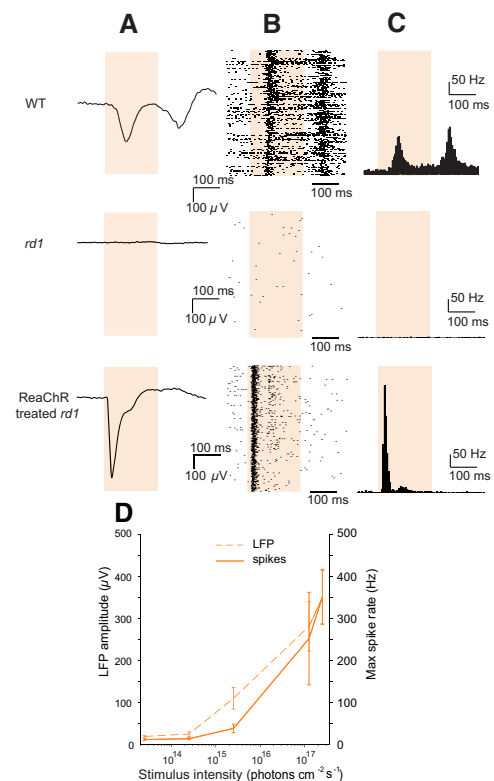 A B C
WT
50 Hz
100 ms
100 ms
100 µV
100 ms
rd1
100 ms
100 µV
100 ms
50 Hz
100 ms
ReaChR
treated rd1
100 ms
100 µV
100 ms
50 Hz
100 ms
D
LFP
spikes
LFP amplitude (µV)
500
400
300
200
100
0
Max spike rate (Hz)
500
400
300
200
100
0
10^14 10^15 10^16 10^17
Stimulus intensity (photons cm^-2 s^-1)